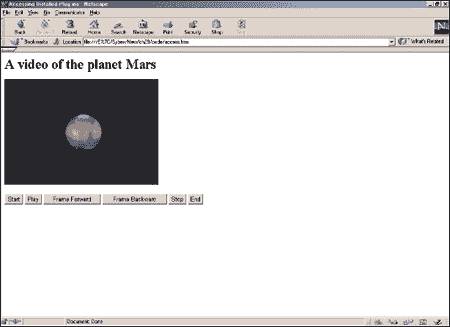 Accessing Installed Plug-ins - Netscape
File Edit View Go Communicator Help
Back Reload Home Search Netscape Print Security Shop Stop
Bookmarks Location What's Related
A video of the planet Mars
Start Play Frame Forward Frame Backward Stop End
Document: Done